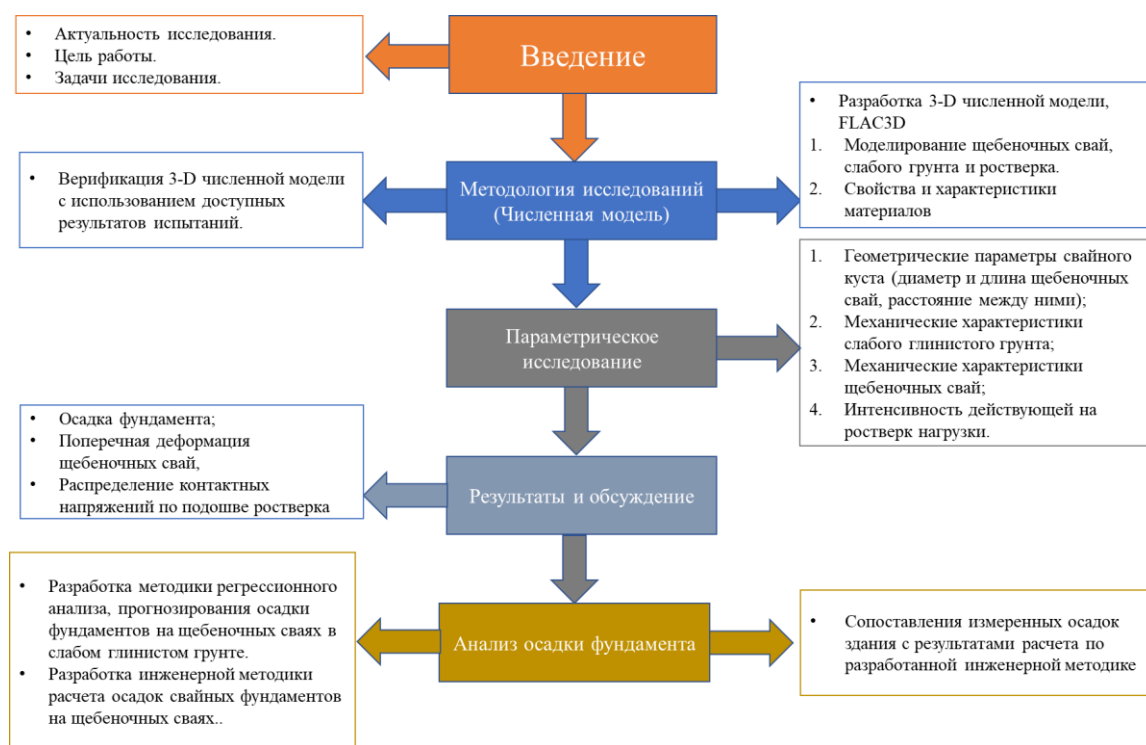 Введение
• Актуальность исследования.
• Цель работы.
• Задачи исследования.
Методология исследований
(Численная модель)
• Верификация 3-D численной модели
с использованием доступных
результатов испытаний.
• Разработка 3-D численной модели,
FLAC3D
1. Моделирование щебеночных свай,
слабого грунта и ростверка.
2. Свойства и характеристики
материалов
Параметрическое
исследование
1. Геометрические параметры свайного
куста (диаметр и длина щебеночных
свай, расстояние между ними);
2. Механические характеристики
слабого глинистого грунта;
3. Механические характеристики
щебеночных свай;
4. Интенсивность действующей на
ростверк нагрузки.
Результаты и обсуждение
• Осадка фундамента;
• Поперечная деформация
щебеночных свай,
• Распределение контактных
напряжений по подошве ростверка
Анализ осадки фундамента
• Разработка методики регрессионного
анализа, прогнозирования осадки
фундаментов на щебеночных сваях в
слабом глинистом грунте.
• Разработка инженерной методики
расчета осадок свайных фундаментов
на щебеночных сваях..
• Сопоставления измеренных осадок
здания с результатами расчета по
разработанной инженерной методике